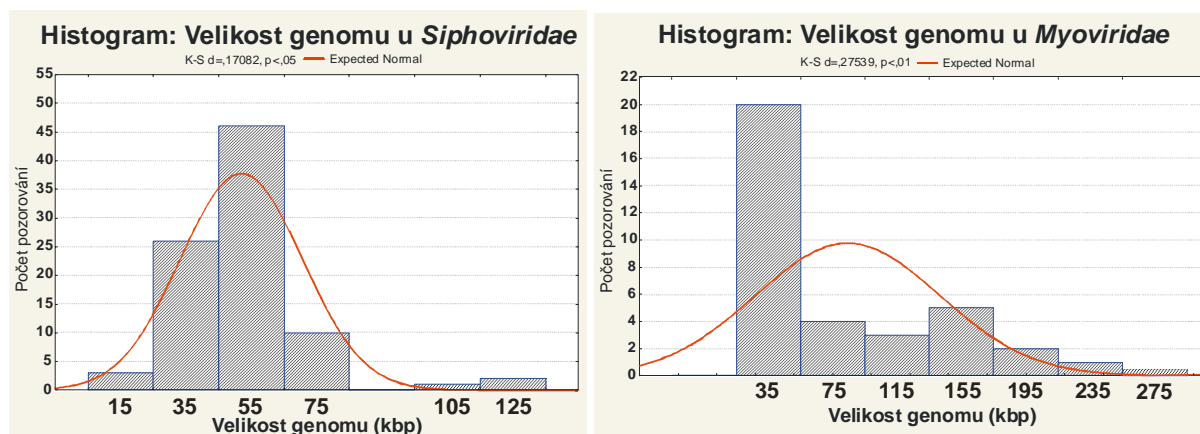 Histogram: Velikost genomu u Siphoviridae
K-S d=,17082, p<,05 Expected Normal
55
50
45
40
35
30
25
20
15
10
5
0
Počet pozorování
15 35 55 75 105 125
Velikost genomu (kbp)
Histogram: Velikost genomu u Myoviridae
K-S d=,27539, p<,01 Expected Normal
22
20
18
16
14
12
10
8
6
4
2
0
Počet pozorování
35 75 115 155 195 235 275
Velikost genomu (kbp)